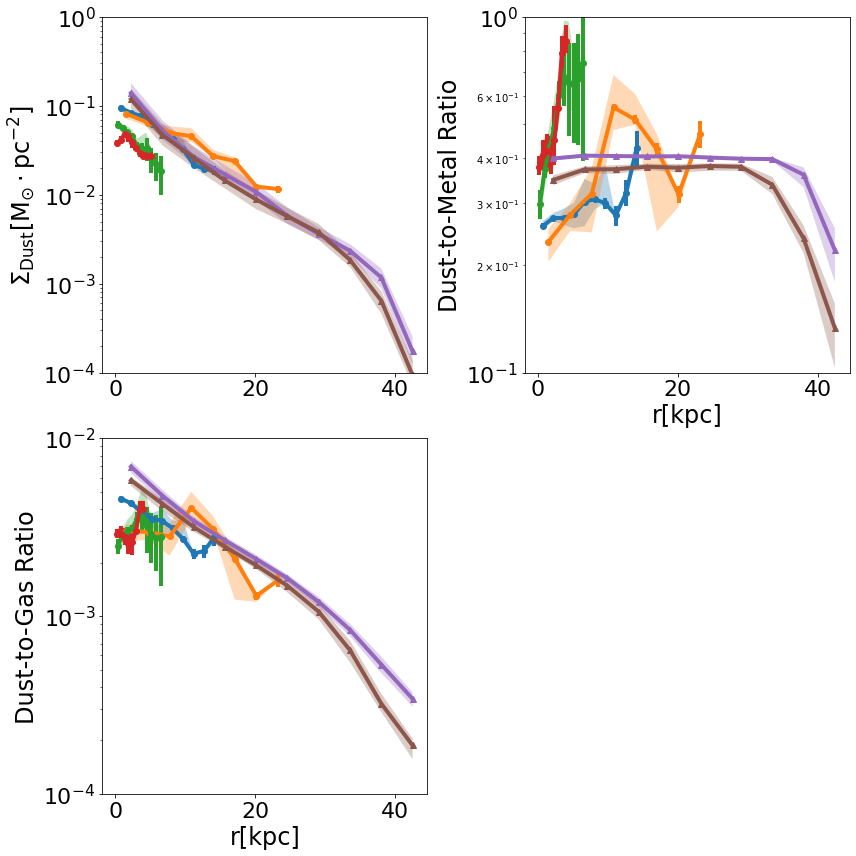 10⁰
10⁻¹
10⁻²
10⁻³
10⁻⁴
Σ_Dust[M_⊙ · pc⁻²]
0 20 40
10⁰
6 × 10⁻¹
4 × 10⁻¹
3 × 10⁻¹
2 × 10⁻¹
10⁻¹
Dust-to-Metal Ratio
0 20 40
r[kpc]
10⁻²
10⁻³
10⁻⁴
Dust-to-Gas Ratio
0 20 40
r[kpc]